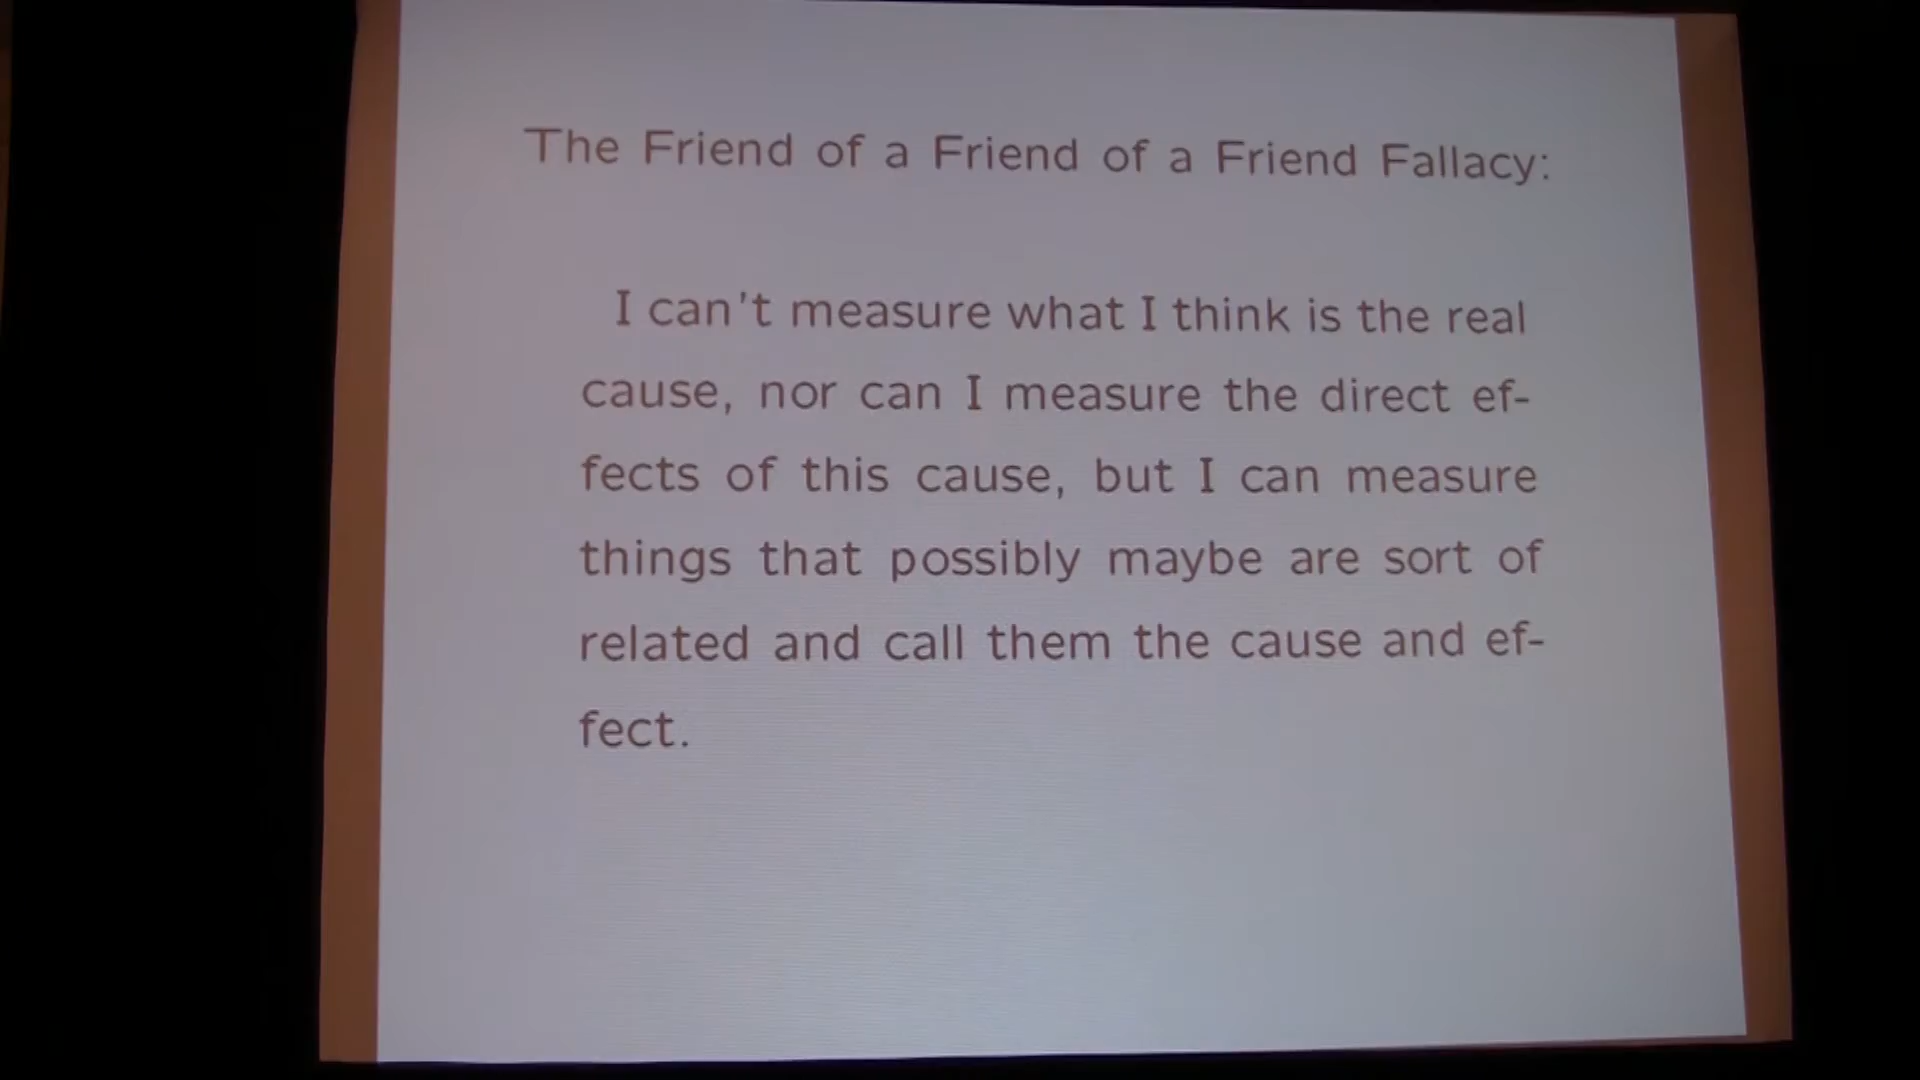 The Friend of a Friend of a Friend Fallacy:
I can't measure what I think is the real
cause, nor can I measure the direct ef-
fects of this cause, but I can measure
things that possibly maybe are sort of
related and call them the cause and ef-
fect.